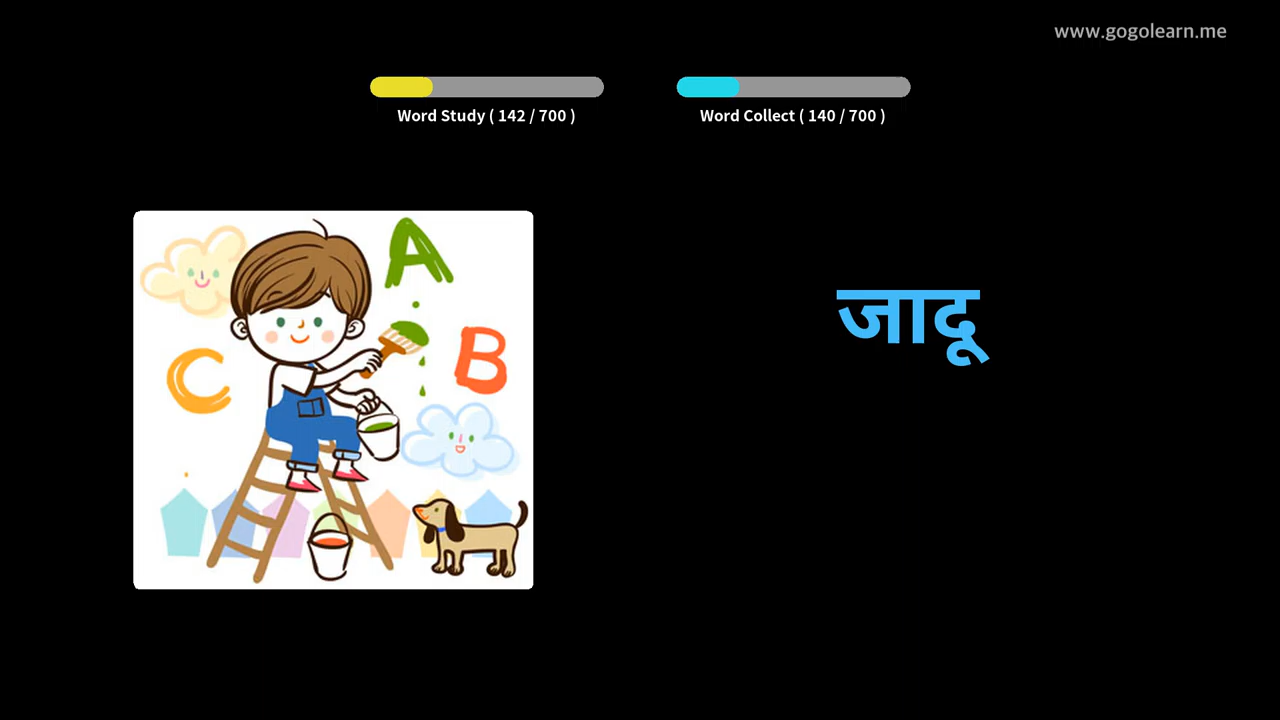 www.gogolearn.me
Word Study ( 142 / 700 )
Word Collect ( 140 / 700 )
A
B
C
जादू